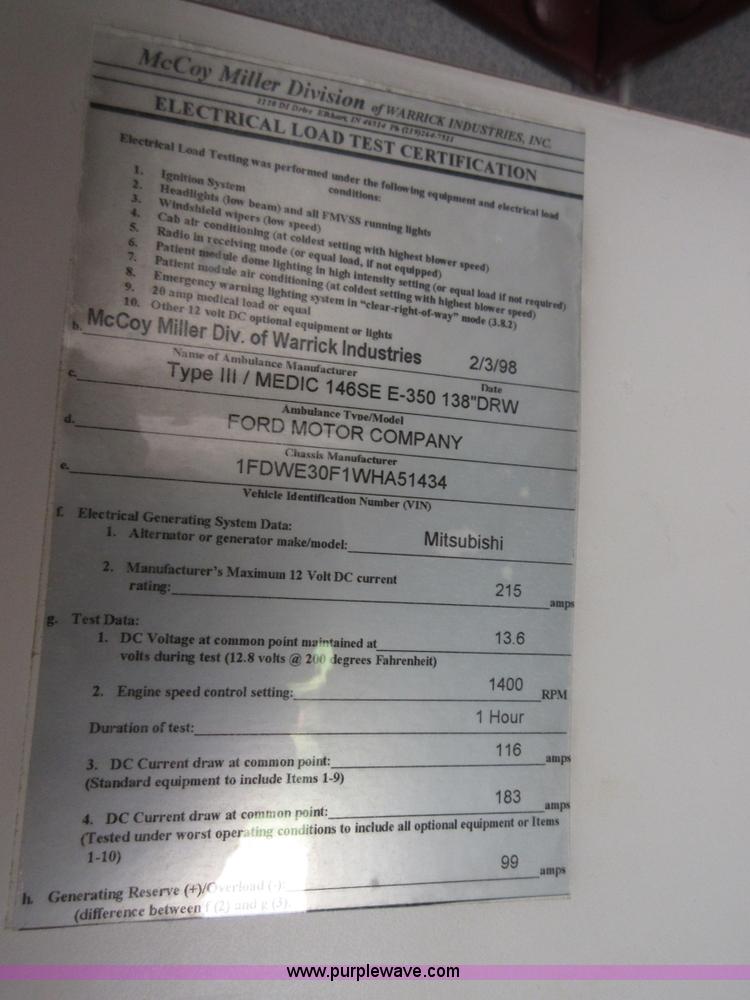 McCoy Miller Division of WARRICK INDUSTRIES, INC.
Elkhart, IN 46514 Ph (219)264-7511
ELECTRICAL LOAD TEST CERTIFICATION
Electrical Load Testing was performed under the following equipment and electrical load
conditions:
1. Ignition System
2. Headlights (low beam) and all FMVSS running lights
3. Windshield wipers (low speed)
4. Cab air conditioning (at coldest setting with highest blower speed)
5. Radio in receiving mode (or equal load, if not equipped)
6. Patient module dome lighting in high intensity setting (or equal load if not required)
7. Patient module air conditioning (at coldest setting with highest blower speed)
8. Emergency warning lighting system in "clear-right-of-way" mode (3.8.2)
9. 20 amp medical load or equal
10. Other 12 volt DC optional equipment or lights
b. McCoy Miller Div. of Warrick Industries 2/3/98
Name of Ambulance Manufacturer Date
c. Type III / MEDIC 146SE E-350 138"DRW
Ambulance Type/Model
d. FORD MOTOR COMPANY
Chassis Manufacturer
e. 1FDWE30F1WHA51434
Vehicle Identification Number (VIN)
f. Electrical Generating System Data:
1. Alternator or generator make/model: Mitsubishi
2. Manufacturer's Maximum 12 Volt DC current
rating: 215 amps
g. Test Data:
1. DC Voltage at common point maintained at 13.6
volts during test (12.8 volts @ 200 degrees Fahrenheit)
2. Engine speed control setting: 1400 RPM
Duration of test: 1 Hour
3. DC Current draw at common point: 116 amps
(Standard equipment to include Items 1-9)
4. DC Current draw at common point: 183 amps
(Tested under worst operating conditions to include all optional equipment or Items
1-10)
h. Generating Reserve (+)/Overload (-): 99 amps
(difference between f (2) and g (3).
www.purplewave.com